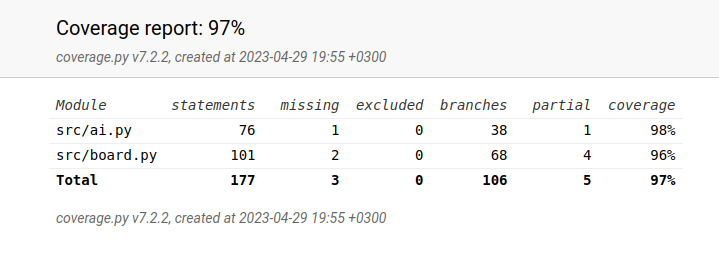 Coverage report: 97%
coverage.py v7.2.2, created at 2023-04-29 19:55 +0300
Module statements missing excluded branches partial coverage
src/ai.py 76 1 0 38 1 98%
src/board.py 101 2 0 68 4 96%
Total 177 3 0 106 5 97%
coverage.py v7.2.2, created at 2023-04-29 19:55 +0300